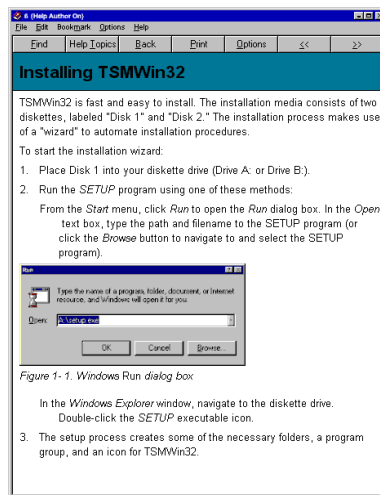 6 (Help Author On)
File Edit Bookmark Options Help
Find Help Topics Back Print Options << >>
Installing TSMWin32
TSMWin32 is fast and easy to install. The installation media consists of two
diskettes, labeled "Disk 1" and "Disk 2." The installation process makes use
of a "wizard" to automate installation procedures.
To start the installation wizard:
1. Place Disk 1 into your diskette drive (Drive A: or Drive B:).
2. Run the SETUP program using one of these methods:
From the Start menu, click Run to open the Run dialog box. In the Open
text box, type the path and filename to the SETUP program (or
click the Browse button to navigate to and select the SETUP
program).
Run
Type the name of a program, folder, document, or Internet
resource, and Windows will open it for you.
Open: A:\setup.exe
OK Cancel Browse...
Figure 1- 1. Windows Run dialog box
In the Windows Explorer window, navigate to the diskette drive.
Double-click the SETUP executable icon.
3. The setup process creates some of the necessary folders, a program
group, and an icon for TSMWin32.